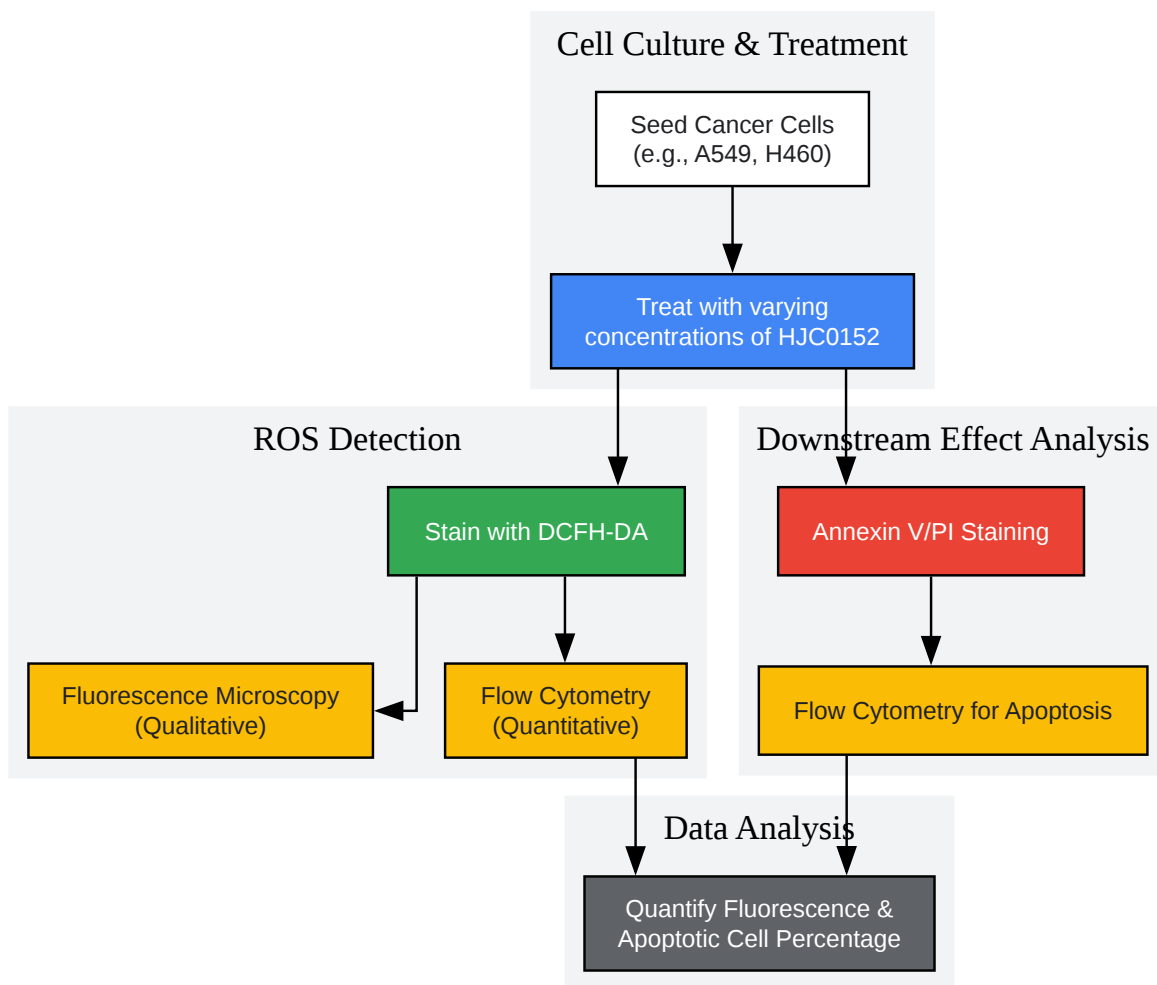 Cell Culture & Treatment
Seed Cancer Cells
(e.g., A549, H460)
Treat with varying
concentrations of HJC0152
ROS Detection
Stain with DCFH-DA
Fluorescence Microscopy
(Qualitative)
Flow Cytometry
(Quantitative)
Downstream Effect Analysis
Annexin V/PI Staining
Flow Cytometry for Apoptosis
Data Analysis
Quantify Fluorescence &
Apoptotic Cell Percentage